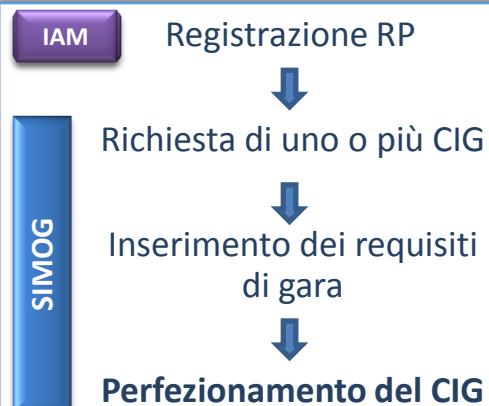 IAM Registrazione RP
Richiesta di uno o più CIG
SIMOG
Inserimento dei requisiti
di gara
Perfezionamento del CIG